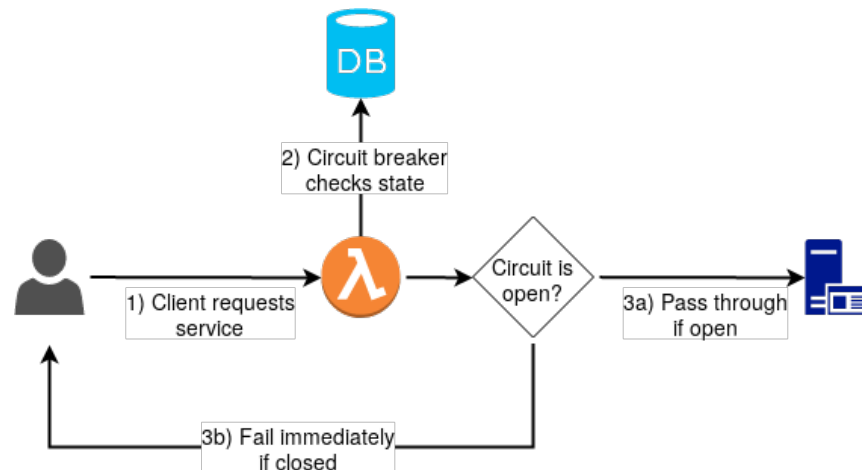 DB
2) Circuit breaker
checks state
Circuit is
open?
1) Client requests
service
3a) Pass through
if open
3b) Fail immediately
if closed